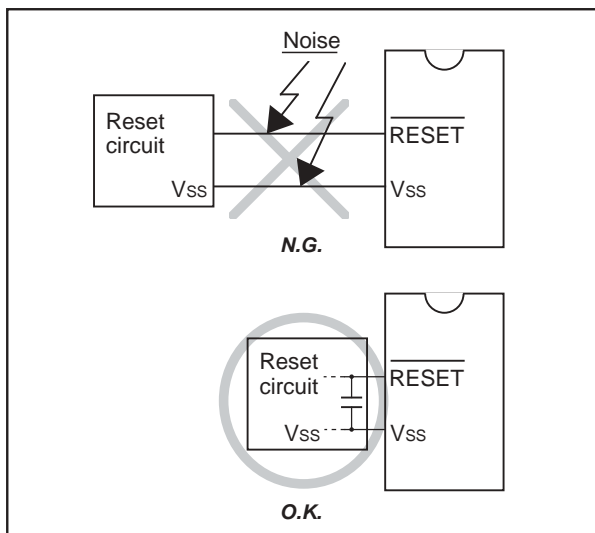 Noise
Reset
circuit
RESET
Vss
Vss
N.G.
Reset
circuit
RESET
Vss
Vss
O.K.